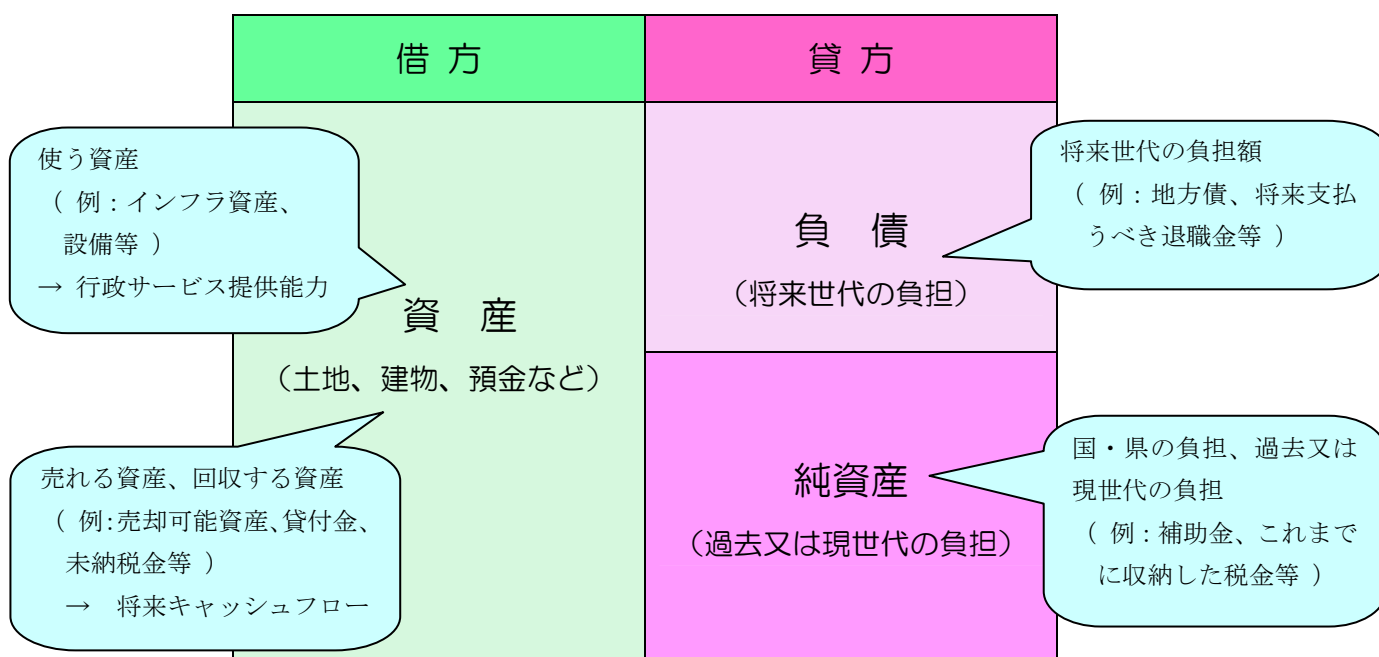 借方
貸方
使う資産
（ 例：インフラ資産、
設備等 ）
→ 行政サービス提供能力
資　産
（土地、建物、預金など）
売れる資産、回収する資産
（ 例：売却可能資産、貸付金、
未納税金等 ）
→　将来キャッシュフロー
負　債
（将来世代の負担）
将来世代の負担額
（ 例：地方債、将来支払
うべき退職金等 ）
純資産
（過去又は現世代の負担）
国・県の負担、過去又は
現世代の負担
（ 例：補助金、これまで
に収納した税金等 ）